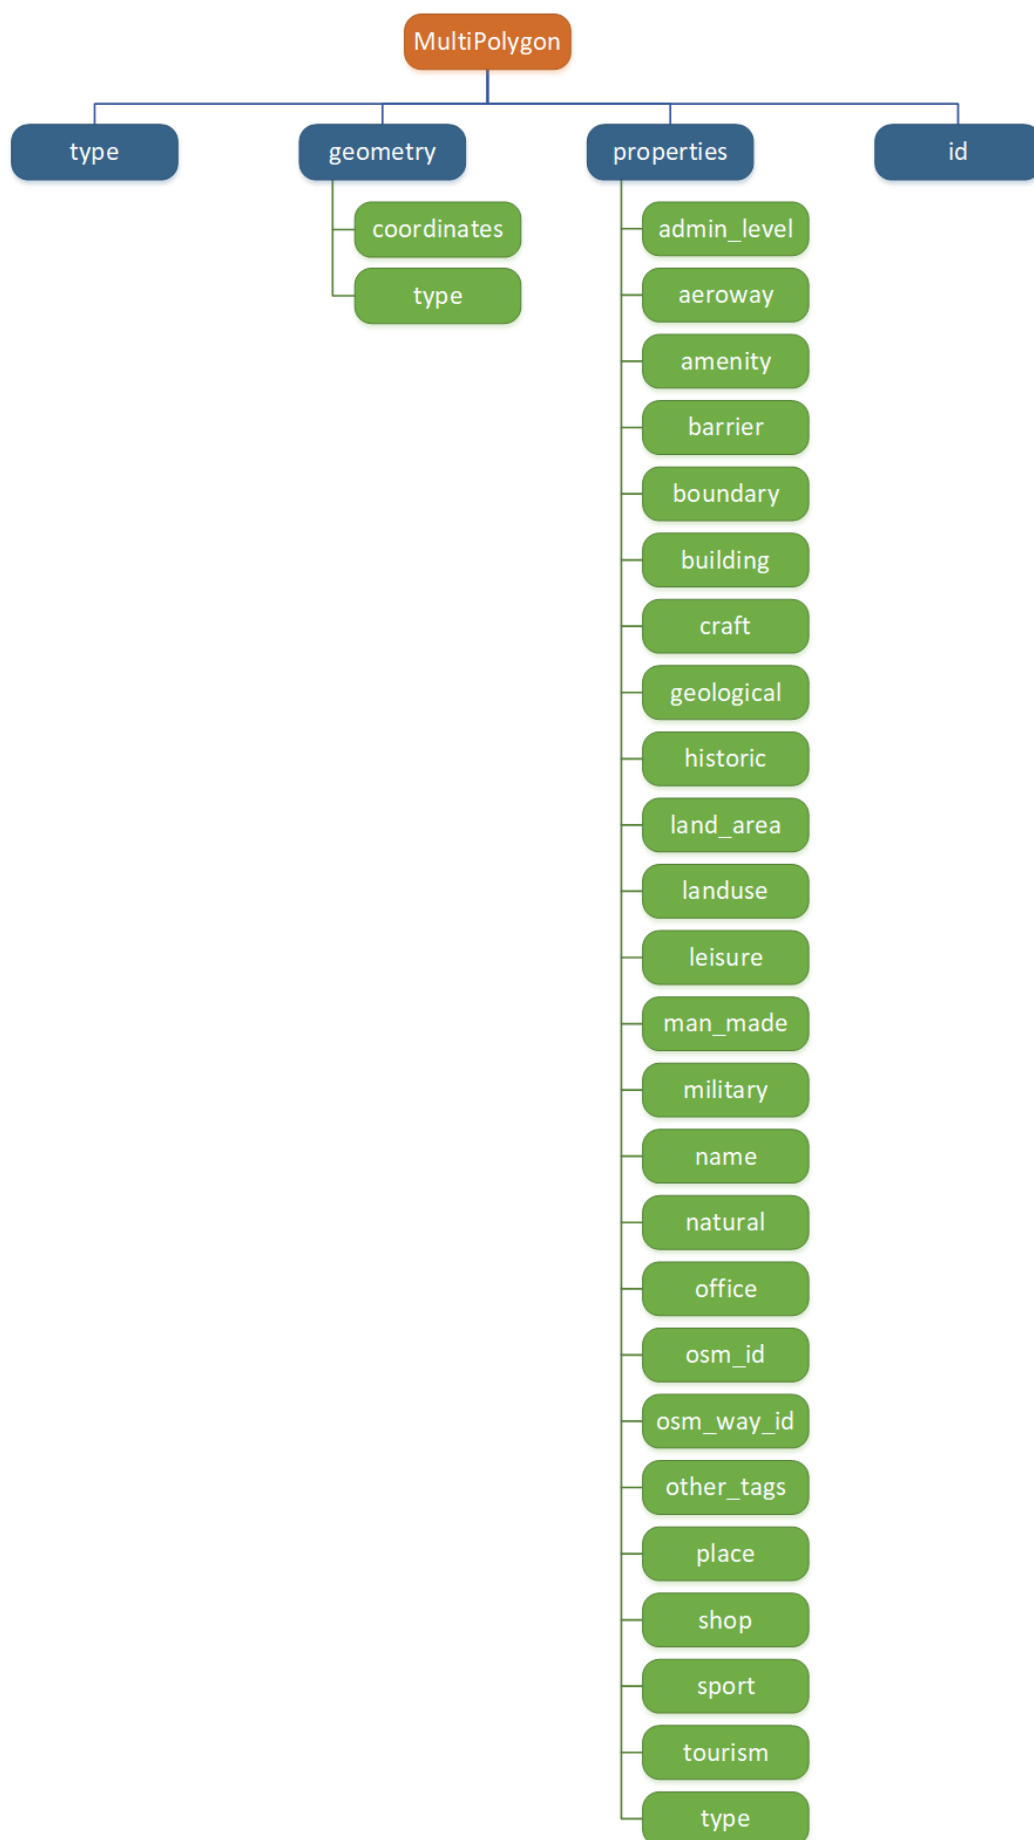 MultiPolygon
type
geometry
properties
id
coordinates
type
admin_level
aeroway
amenity
barrier
boundary
building
craft
geological
historic
land_area
landuse
leisure
man_made
military
name
natural
office
osm_id
osm_way_id
other_tags
place
shop
sport
tourism
type